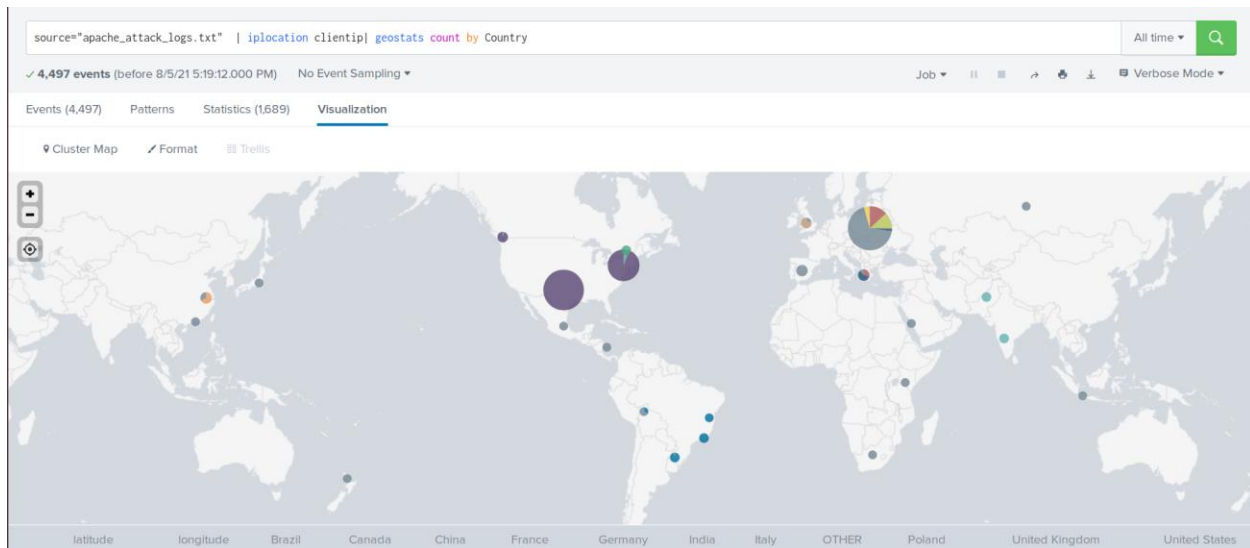 source="apache_attack_logs.txt" | iplocation clientip| geostats count by Country
All time
✓ 4,497 events (before 8/5/21 5:19:12.000 PM) No Event Sampling
Job
Verbose Mode
Events (4,497) Patterns Statistics (1,689) Visualization
Cluster Map Format Trellis
+
−
latitude longitude Brazil Canada China France Germany India Italy OTHER Poland United Kingdom United States